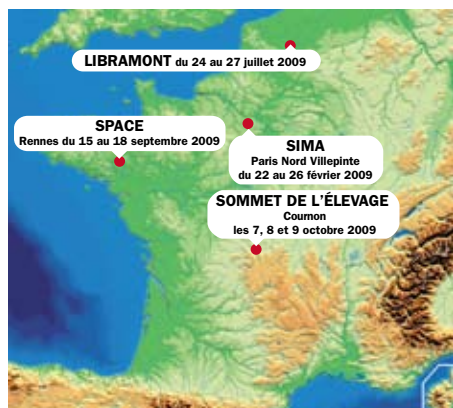 LIBRAMONT du 24 au 27 juillet 2009
SPACE
Rennes du 15 au 18 septembre 2009
SIMA
Paris Nord Villepinte
du 22 au 26 février 2009
SOMMET DE L'ÉLEVAGE
Cournon
les 7, 8 et 9 octobre 2009